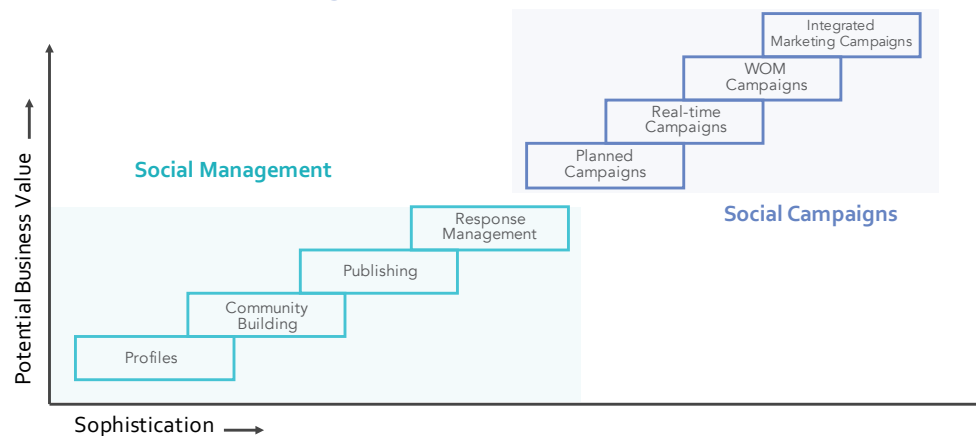 Integrated
Marketing Campaigns
WOM
Campaigns
Real-time
Campaigns
Planned
Campaigns
Social Management
Social Campaigns
Response
Management
Publishing
Community
Building
Profiles
Potential Business Value
Sophistication